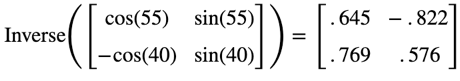 Inverse([cos(55) sin(55)
-cos(40) sin(40)]) = [.645 -.822
.769 .576]